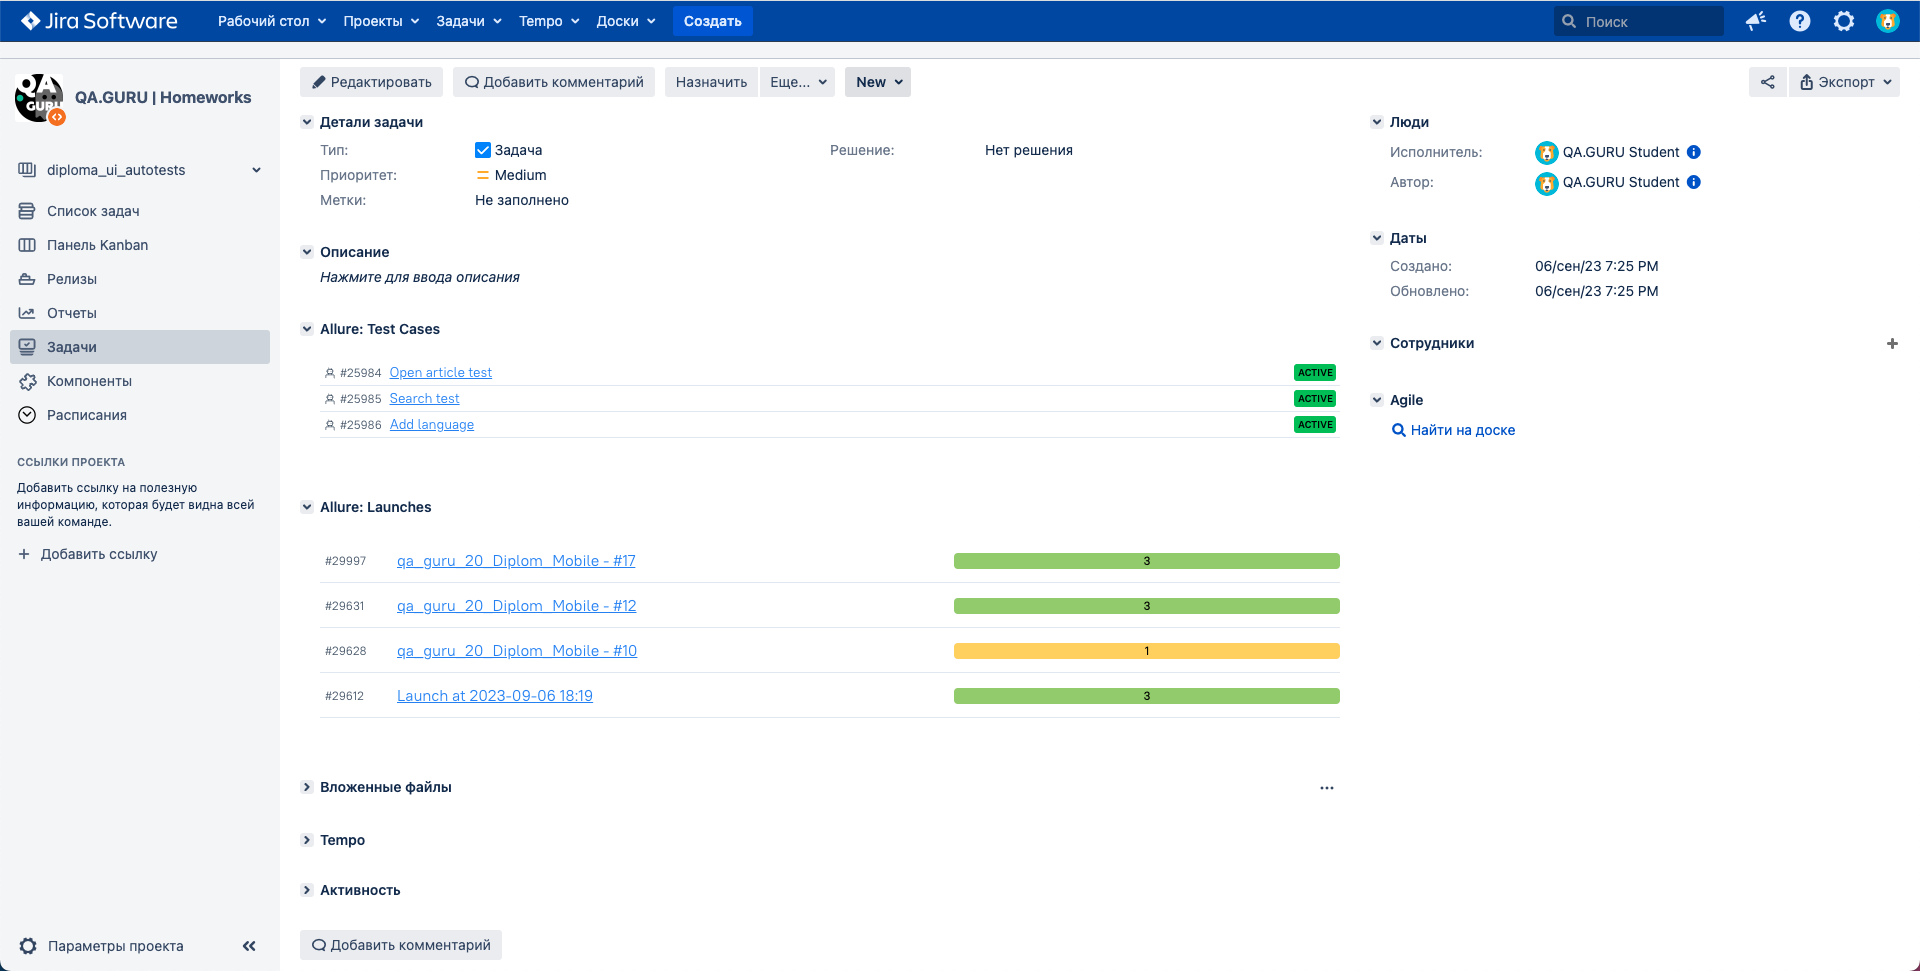 Jira Software
Рабочий стол
Проекты
Задачи
Tempo
Доски
Создать
Поиск
QA
GURU
QA.GURU | Homeworks
diploma_ui_autotests
Список задач
Панель Kanban
Релизы
Отчеты
Задачи
Компоненты
Расписания
ССЫЛКИ ПРОЕКТА
Добавить ссылку на полезную
информацию, которая будет видна всей
вашей команде.
Добавить ссылку
Параметры проекта
Редактировать
Добавить комментарий
Назначить
Еще...
New
Экспорт
Детали задачи
Тип: Задача
Решение: Нет решения
Приоритет: Medium
Метки: Не заполнено
Описание
Нажмите для ввода описания
Allure: Test Cases
#25984 Open article test ACTIVE
#25985 Search test ACTIVE
#25986 Add language ACTIVE
Allure: Launches
#29997 qa_guru_20_Diplom_Mobile - #17 3
#29631 qa_guru_20_Diplom_Mobile - #12 3
#29628 qa_guru_20_Diplom_Mobile - #10 1
#29612 Launch at 2023-09-06 18:19 3
Вложенные файлы
Tempo
Активность
Добавить комментарий
Люди
Исполнитель: QA.GURU Student
Автор: QA.GURU Student
Даты
Создано: 06/сен/23 7:25 PM
Обновлено: 06/сен/23 7:25 PM
Сотрудники
Agile
Найти на доске